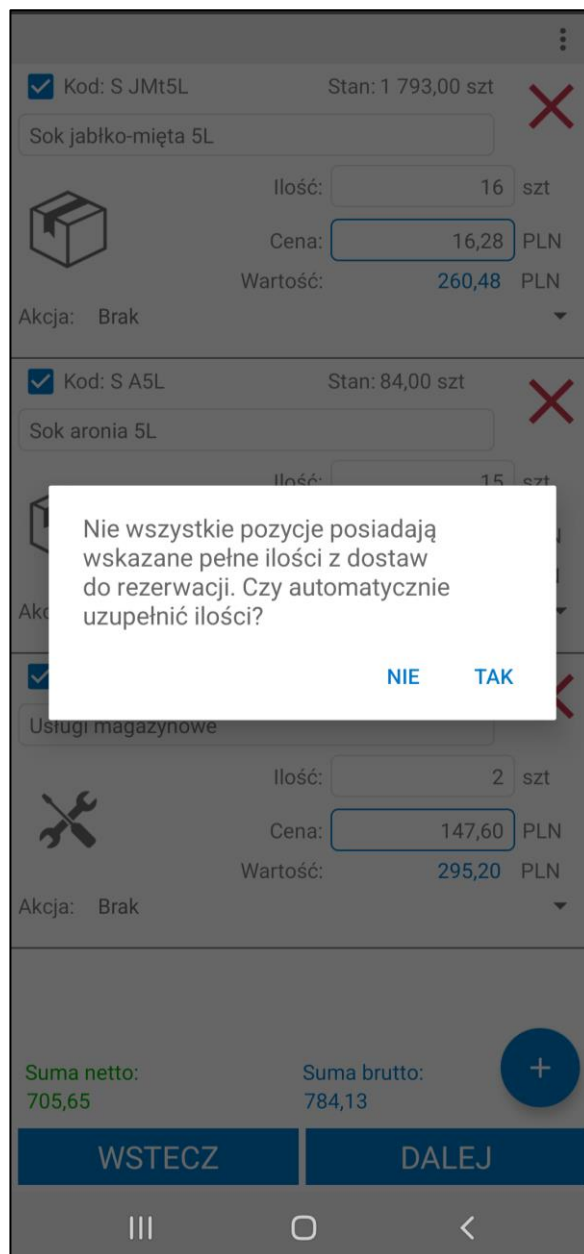 Kod: S JMt5L Stan: 1 793,00 szt
Sok jabłko-mięta 5L
Ilość: 16 szt
Cena: 16,28 PLN
Wartość: 260,48 PLN
Akcja: Brak
Kod: S A5L Stan: 84,00 szt
Sok aronia 5L
Ilość: 15 szt
Nie wszystkie pozycje posiadają
wskazane pełne ilości z dostaw
do rezerwacji. Czy automatycznie
uzupełnić ilości?
NIE TAK
Usługi magazynowe
Ilość: 2 szt
Cena: 147,60 PLN
Wartość: 295,20 PLN
Akcja: Brak
Suma netto: Suma brutto:
705,65 784,13
WSTECZ DALEJ